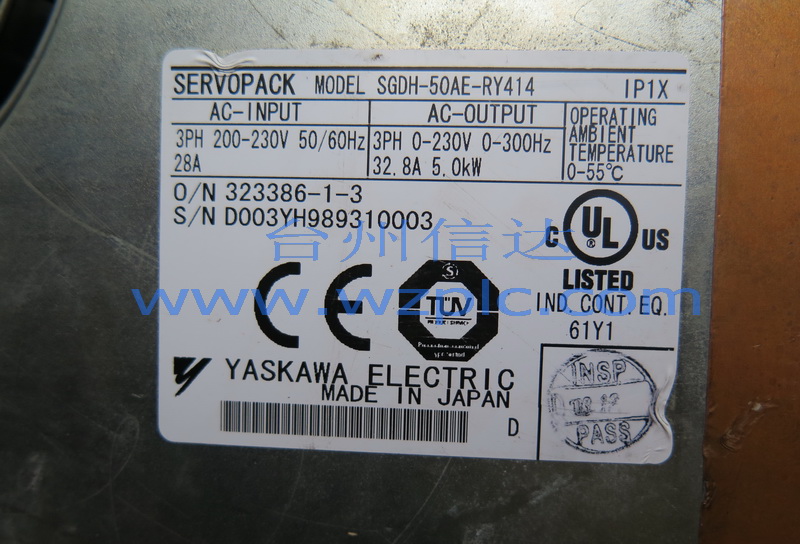 SERVOPACK MODEL SGDH-50AE-RY414 IP1X
AC-INPUT AC-OUTPUT OPERATING AMBIENT TEMPERATURE 0-55℃
3PH 200-230V 50/60Hz 3PH 0-230V 0-300Hz
28A 32.8A 5.0kW
O/N 323386-1-3
S/N D003YH989310003
台州信达
C UL ® US
LISTED
www.wzplc.com
IND. CONT. EQ.
61Y1
CE
S
TÜV
YASKAWA ELECTRIC
MADE IN JAPAN
D
INSP
PASS